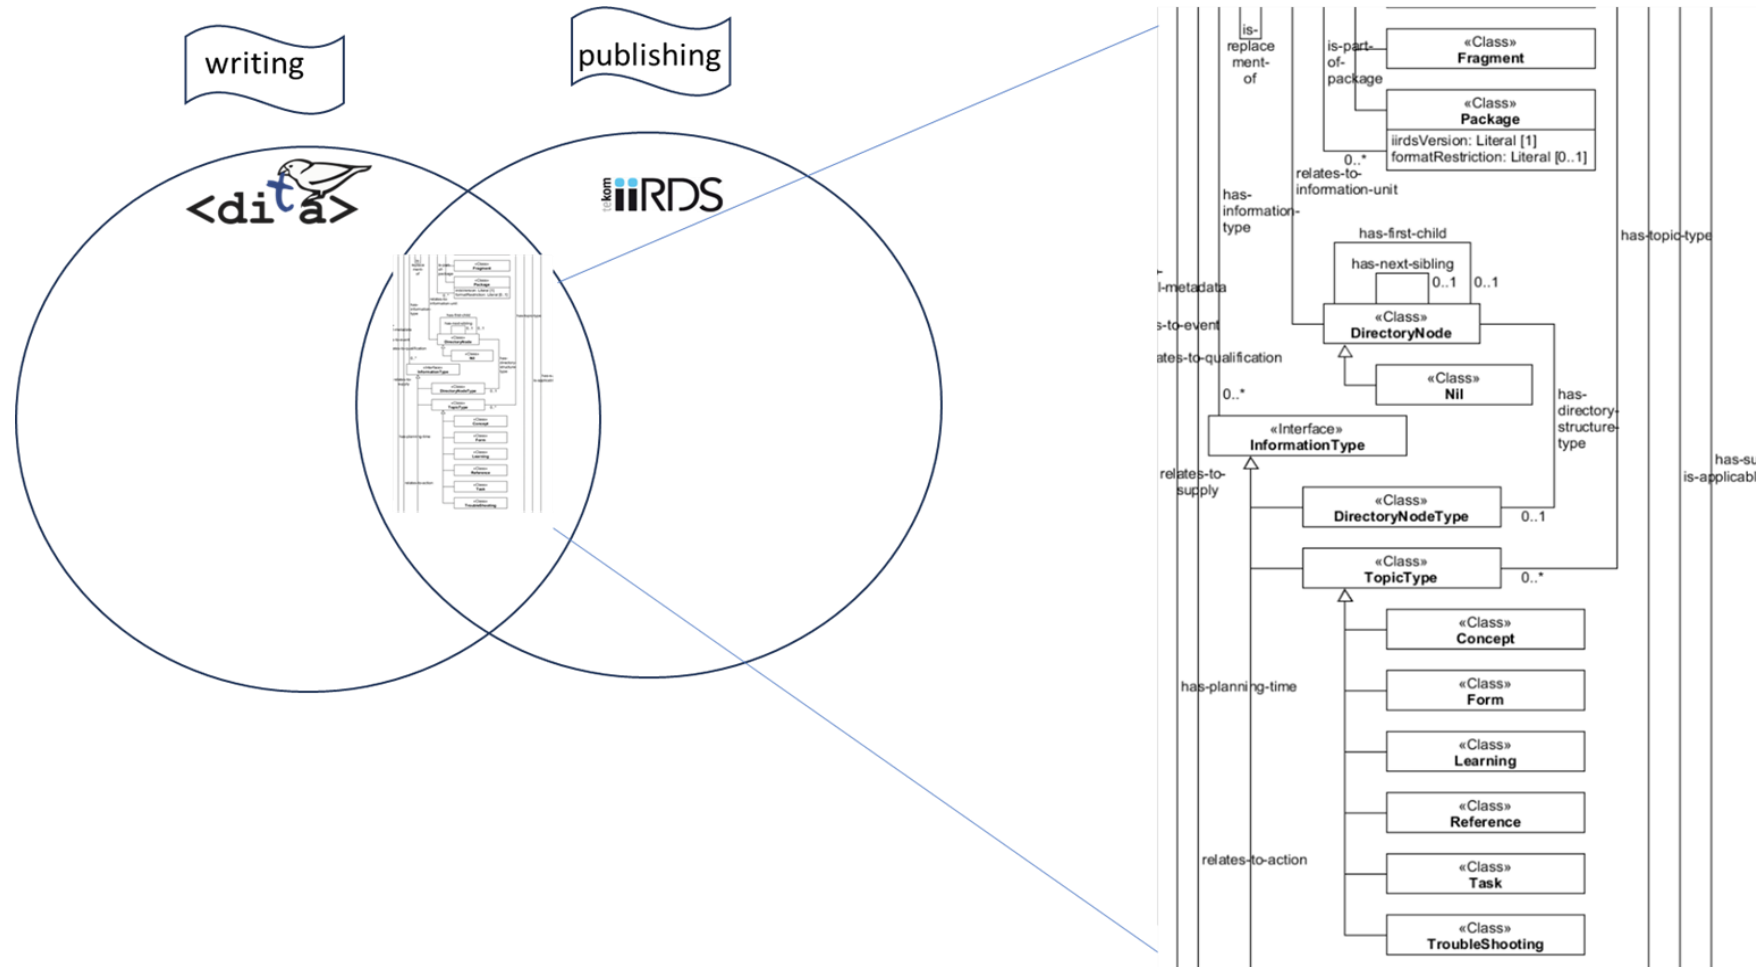 writing
publishing
<dita>
tekom
iiRDS
is-
replace
ment-
of
is-part-
of-
package
«Class»
Fragment
«Class»
Package
iirdsVersion: Literal [1]
formatRestriction: Literal [0..1]
0..*
relates-to-
information-unit
has-
information-
type
has-topic-type
has-first-child
has-next-sibling
0..1
0..1
l-metadata
s-to-event
ates-to-qualification
«Class»
DirectoryNode
«Class»
Nil
0..*
has-
directory-
structure-
type
«Interface»
InformationType
relates-to-
supply
has-su
is-applicabl
«Class»
DirectoryNodeType
0..1
«Class»
TopicType
0..*
«Class»
Concept
has-planning-time
«Class»
Form
«Class»
Learning
«Class»
Reference
relates-to-action
«Class»
Task
«Class»
TroubleShooting